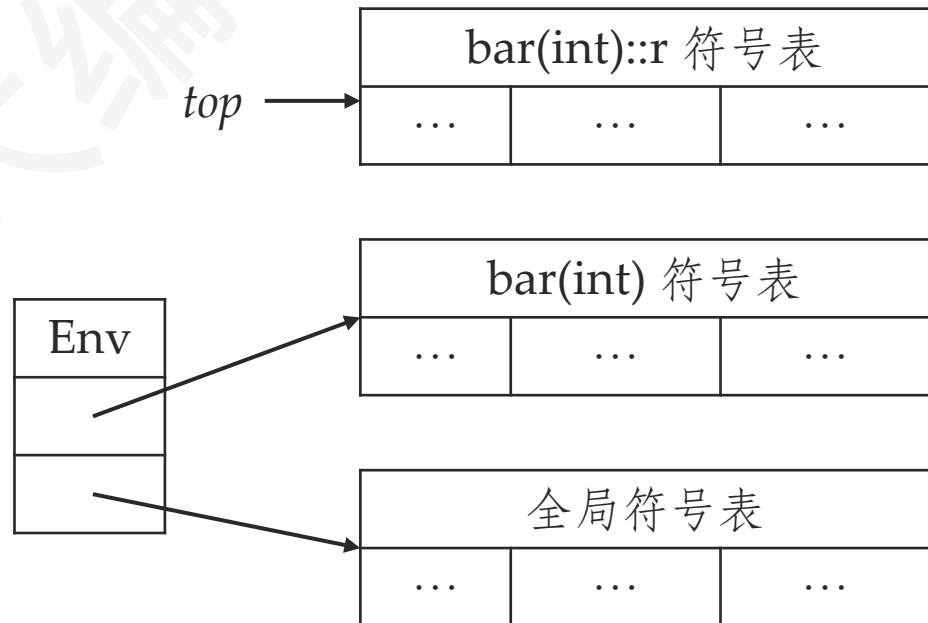 bar(int)::r 符号表
top
… … …
bar(int) 符号表
Env
… … …
全局符号表
… … …